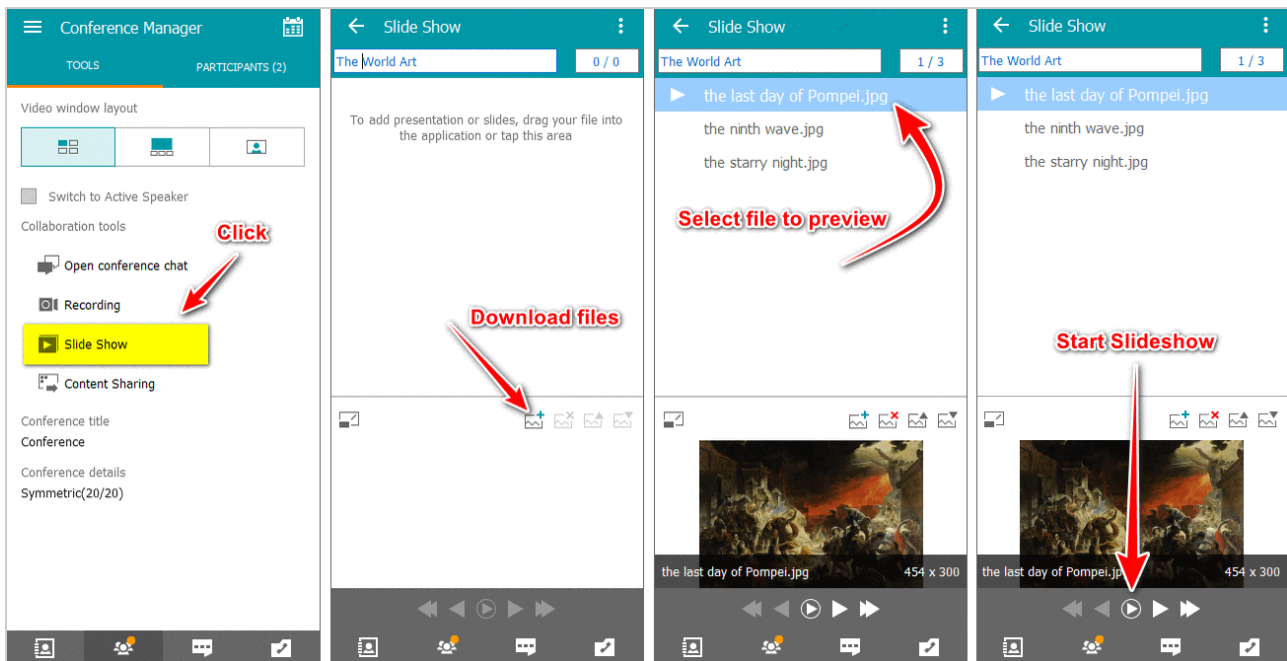 Conference Manager
TOOLS
PARTICIPANTS (2)
Video window layout
Switch to Active Speaker
Collaboration tools
Click
Open conference chat
Recording
Slide Show
Content Sharing
Conference title
Conference
Conference details
Symmetric(20/20)
Slide Show
The World Art
0 / 0
To add presentation or slides, drag your file into
the application or tap this area
Download files
Slide Show
The World Art
1 / 3
the last day of Pompei.jpg
the ninth wave.jpg
the starry night.jpg
Select file to preview
the last day of Pompei.jpg
454 x 300
Slide Show
The World Art
1 / 3
the last day of Pompei.jpg
the ninth wave.jpg
the starry night.jpg
Start Slideshow
the last day of Pompei.jp
454 x 300